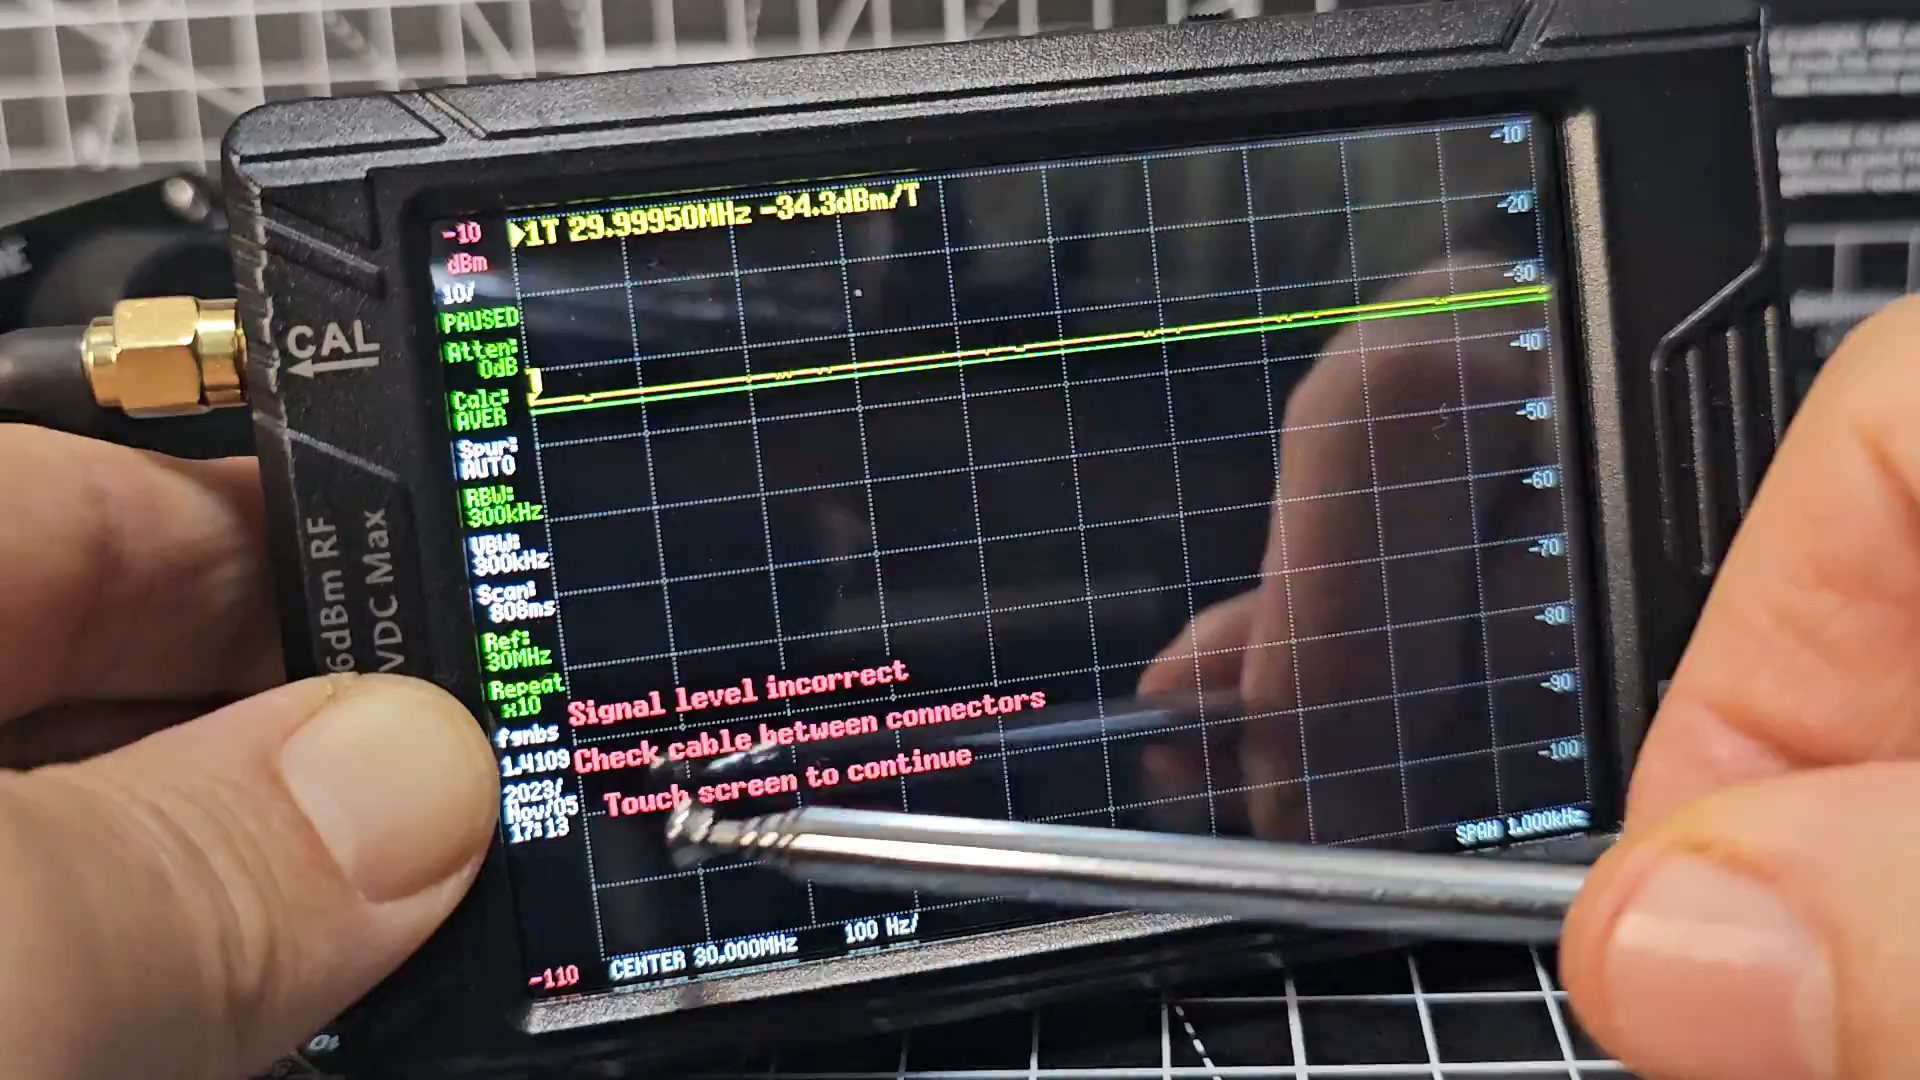 -10
dBm
10/
PAUSED
Atten:
0dB
Calc:
AVER
Spur:
AUTO
RBW:
300kHz
VBW:
300kHz
Scan:
808ms
Ref:
30MHz
Repeat
x10
fgnbs
1.4109
2023/
Nov/05
17:13
-110
1T 29.99950MHz -34.3dBm/T
-10
-20
-30
-40
-50
-60
-70
-80
-90
-100
Signal level incorrect
Check cable between connectors
Touch screen to continue
CENTER 30.000MHz 100 Hz/
SPAN 1.000kHz
CAL
6dBm RF
VDC Max